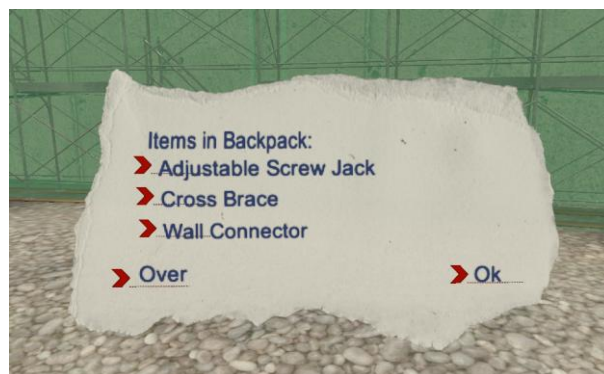 Items in Backpack:
Adjustable Screw Jack
Cross Brace
Wall Connector
Over
Ok